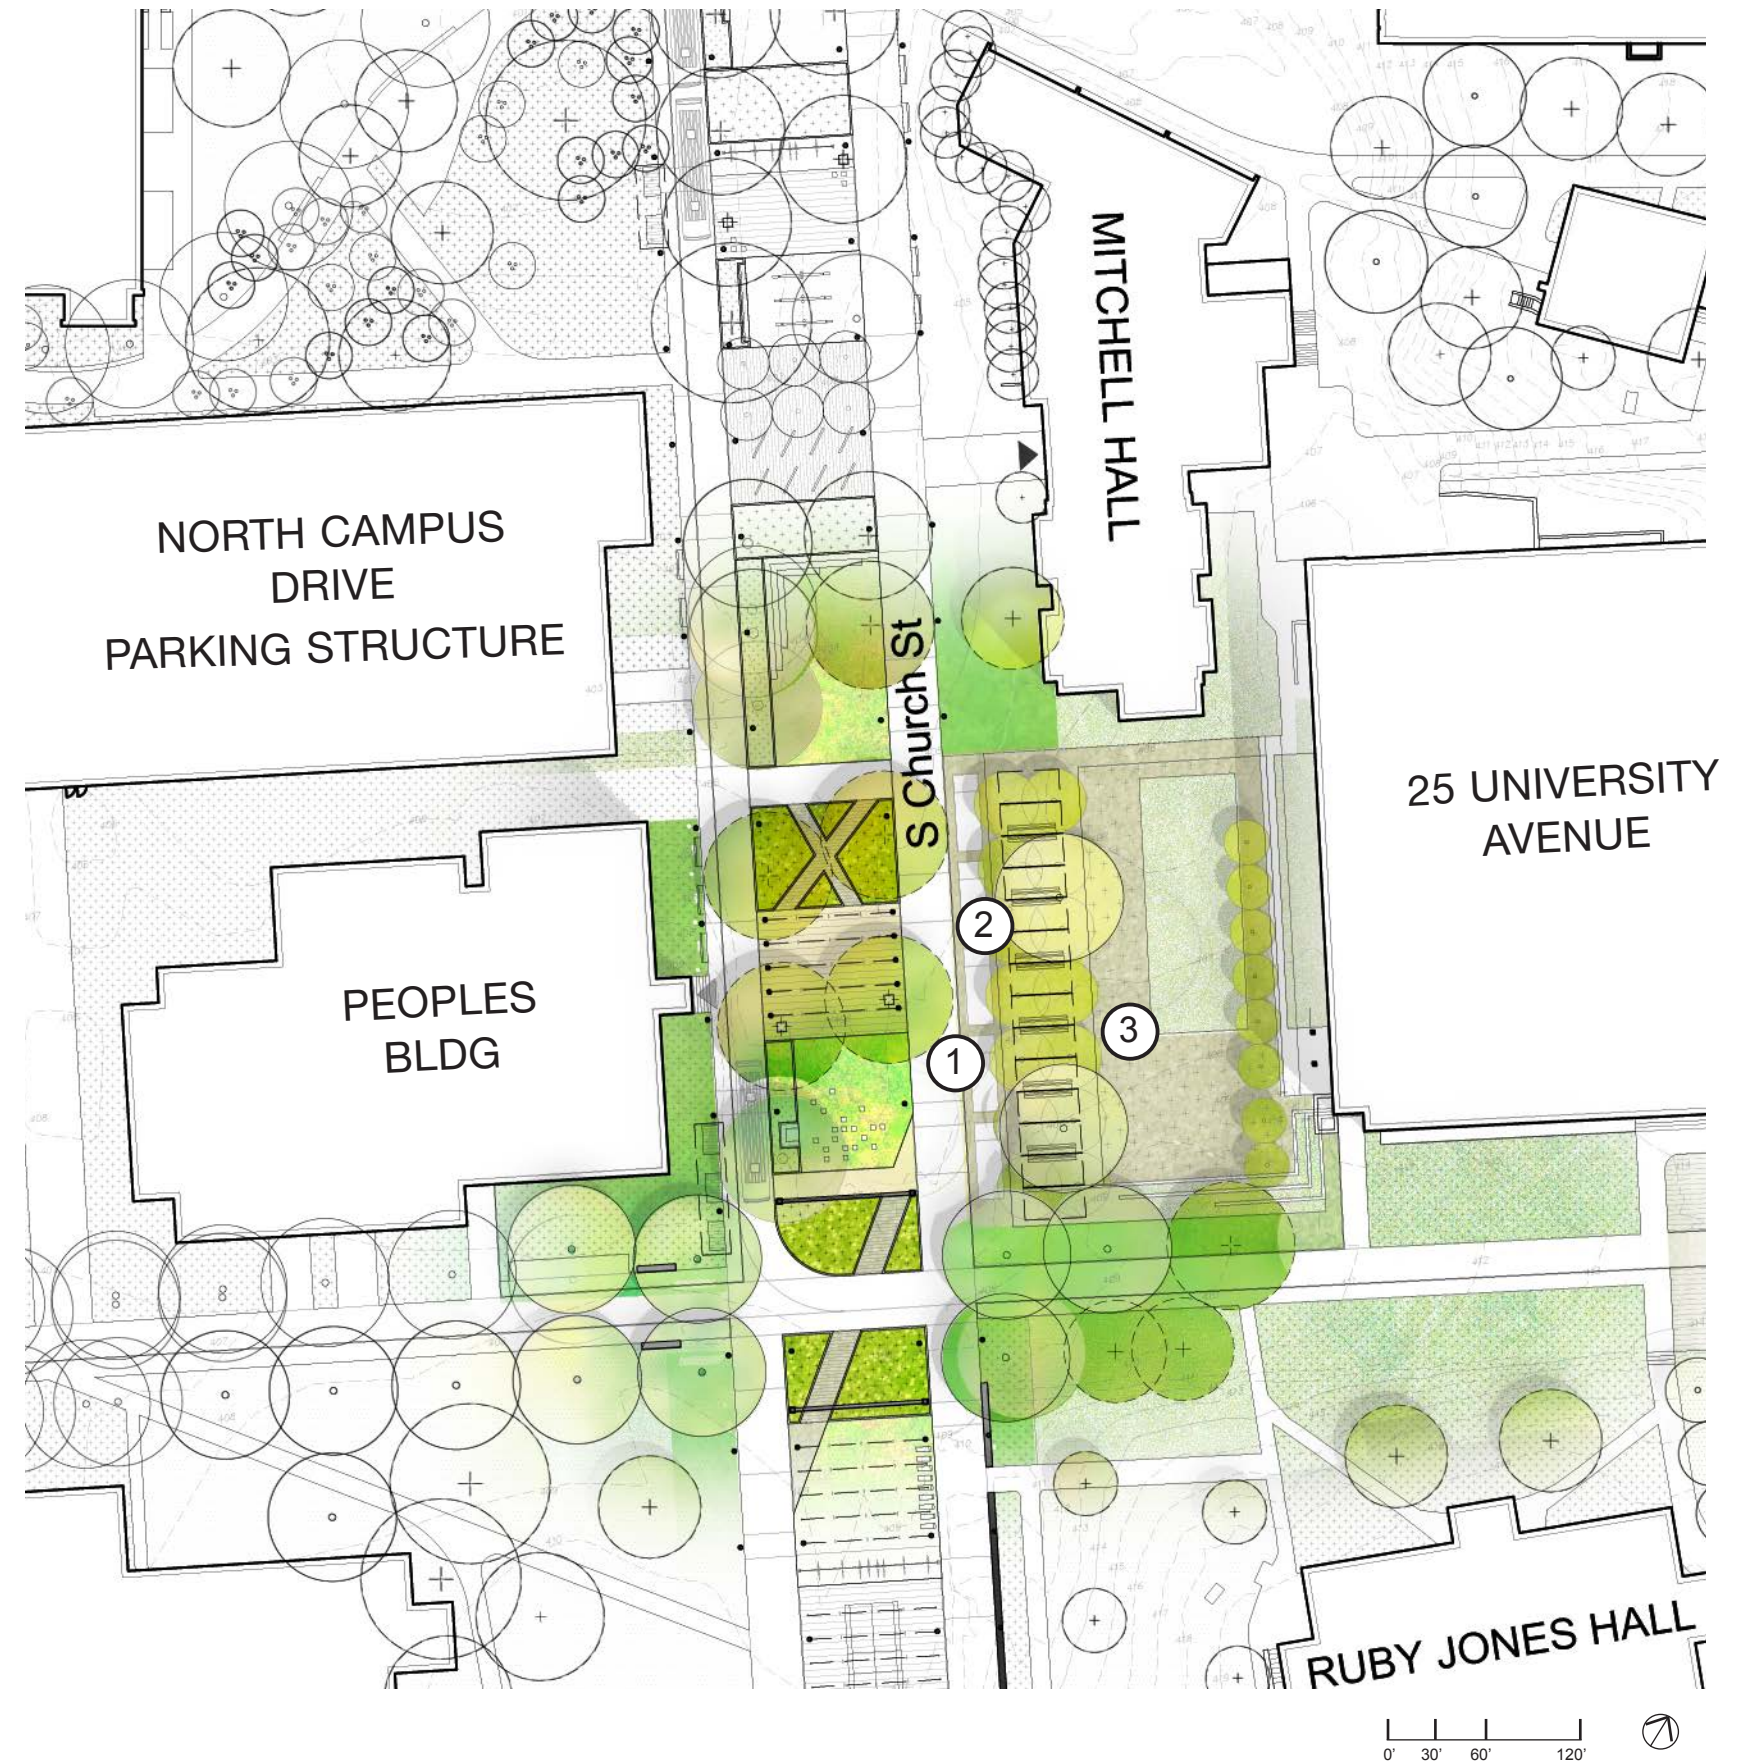 MITCHELL HALL
NORTH CAMPUS
DRIVE
PARKING STRUCTURE
S Church St
25 UNIVERSITY
AVENUE
2
PEOPLES
BLDG
3
1
RUBY JONES HALL
0' 30' 60' 120'